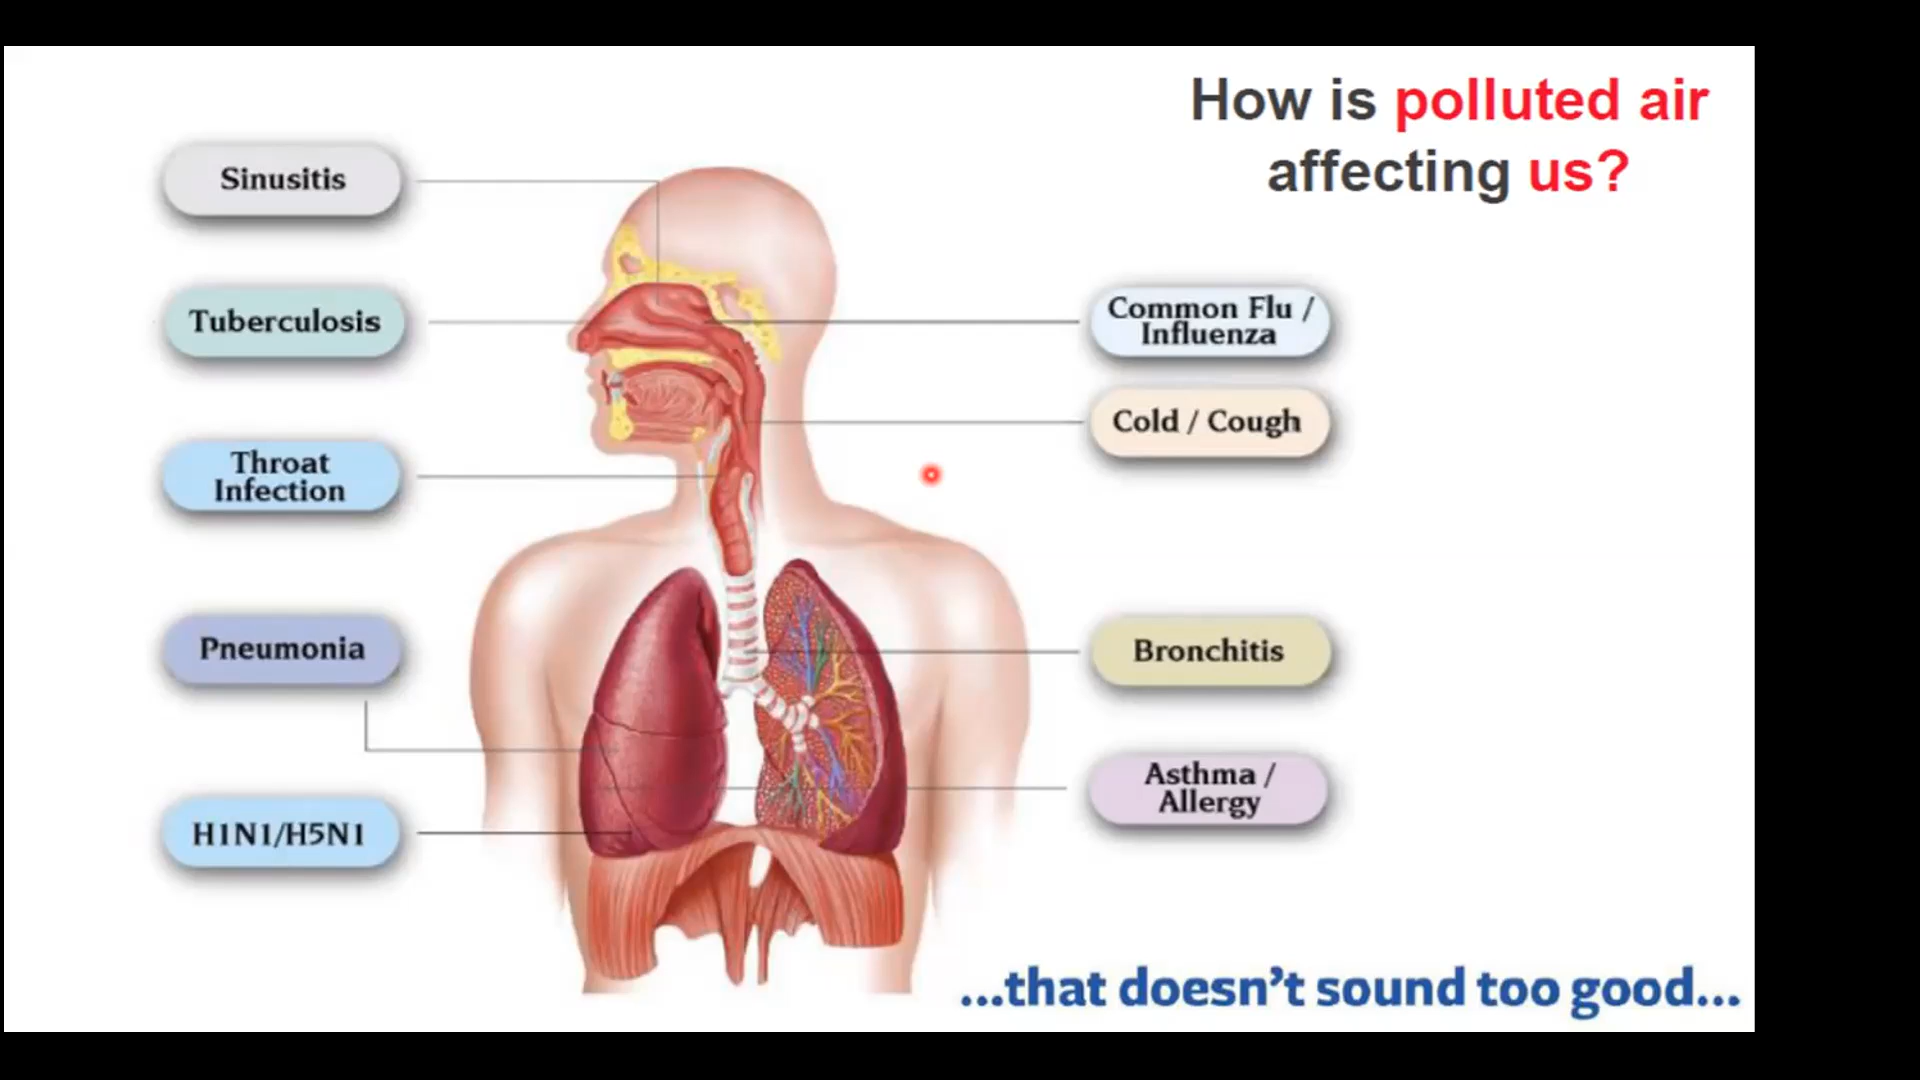 How is polluted air
affecting us?
Sinusitis
Tuberculosis
Throat
Infection
Pneumonia
H1N1/H5N1
Common Flu /
Influenza
Cold / Cough
Bronchitis
Asthma /
Allergy
...that doesn't sound too good...